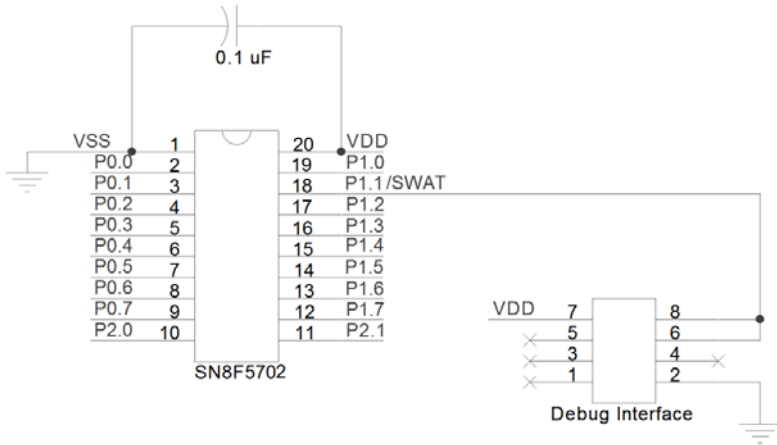 0.1 uF
VSS 1 20 VDD
P0.0 2 19 P1.0
P0.1 3 18 P1.1/SWAT
P0.2 4 17 P1.2
P0.3 5 16 P1.3
P0.4 6 15 P1.4
P0.5 7 14 P1.5
P0.6 8 13 P1.6
P0.7 9 12 P1.7
P2.0 10 11 P2.1
SN8F5702
VDD 7 8
5 6
3 4
1 2
Debug Interface